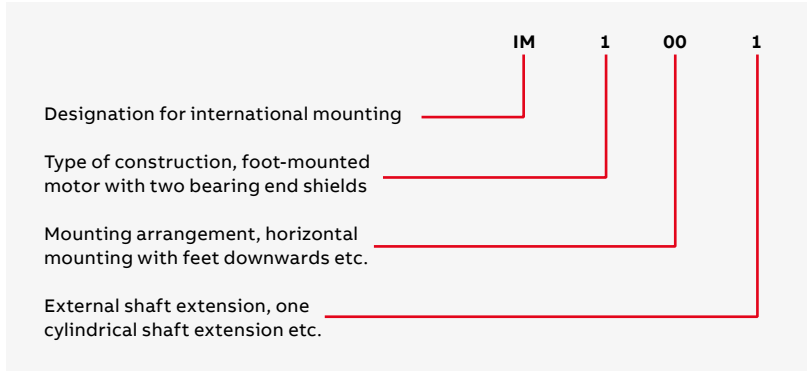 IM 1 00 1
Designation for international mounting
Type of construction, foot-mounted
motor with two bearing end shields
Mounting arrangement, horizontal
mounting with feet downwards etc.
External shaft extension, one
cylindrical shaft extension etc.